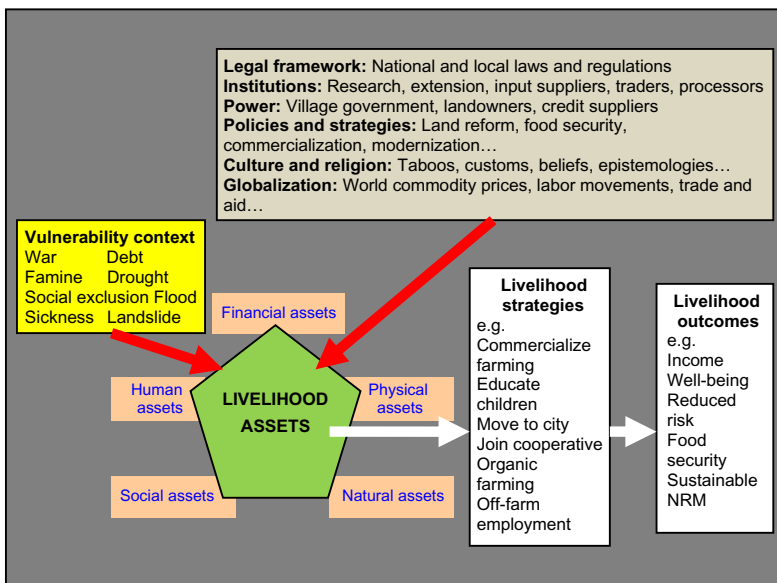 Legal framework: National and local laws and regulations
Institutions: Research, extension, input suppliers, traders, processors
Power: Village government, landowners, credit suppliers
Policies and strategies: Land reform, food security,
commercialization, modernization…
Culture and religion: Taboos, customs, beliefs, epistemologies…
Globalization: World commodity prices, labor movements, trade and
aid…
Vulnerability context
War Debt
Famine Drought
Social exclusion Flood
Sickness Landslide
Financial assets
Human
assets
Physical
assets
LIVELIHOOD
ASSETS
Social assets
Natural assets
Livelihood
strategies
e.g.
Commercialize
farming
Educate
children
Move to city
Join cooperative
Organic
farming
Off-farm
employment
Livelihood
outcomes
e.g.
Income
Well-being
Reduced
risk
Food
security
Sustainable
NRM